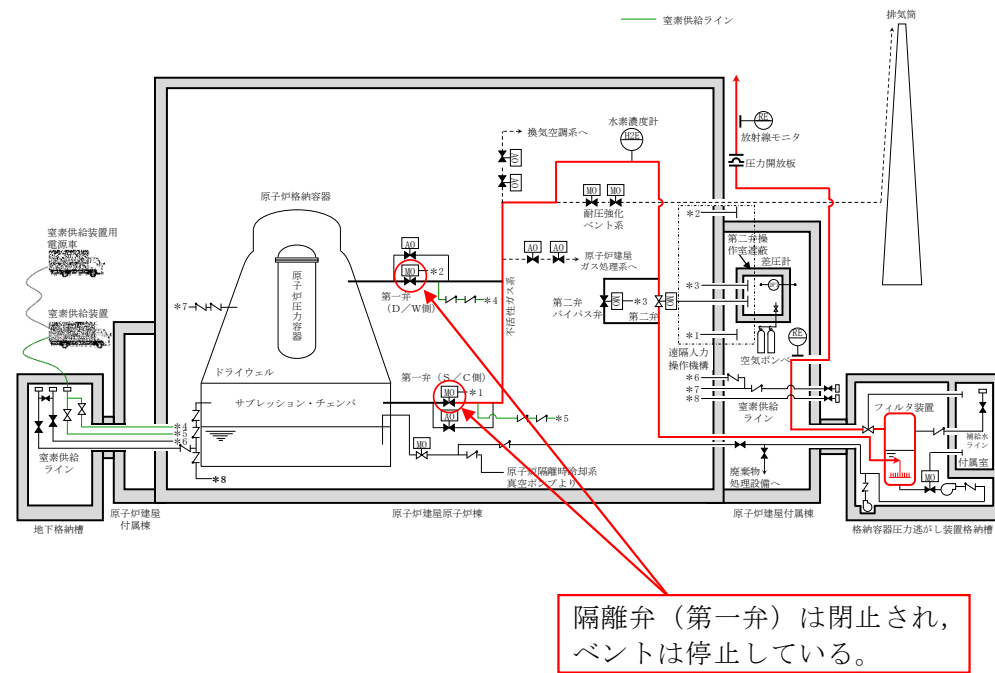 窒素供給ライン
排気筒
水素濃度計
H2E
RE
放射線モニタ
圧力開放板
換気空調系へ
AO
AO
原子炉格納容器
MO
MO
耐圧強化
ベント系
*2
第二弁操
作室遮蔽
差圧計
窒素供給装置用
電源車
AO
MO
*2
AO
AO
原子炉建屋
ガス処理系へ
原子炉圧力容器
*7
*4
第一弁
(D/W側)
不活性ガス系
第二弁
バイパス弁
MO
*3
MO
第二弁
*3
*1
窒素供給装置
遠隔人力
操作機構
空気ボンベ
RE
ドライウェル
第一弁(S/C側)
MO
*1
AO
*5
サプレッション・チェンバ
*6
*7
*8
窒素供給
ライン
フィルタ装置
補給水
ライン
付属室
MO
*4
*5
*6
窒素供給
ライン
*8
MO
原子炉隔離時冷却系
真空ポンプより
廃棄物
処理設備へ
地下格納槽
原子炉建屋
付属棟
原子炉建屋原子炉棟
原子炉建屋付属棟
格納容器圧力逃がし装置格納槽
隔離弁(第一弁)は閉止され,
ベントは停止している。